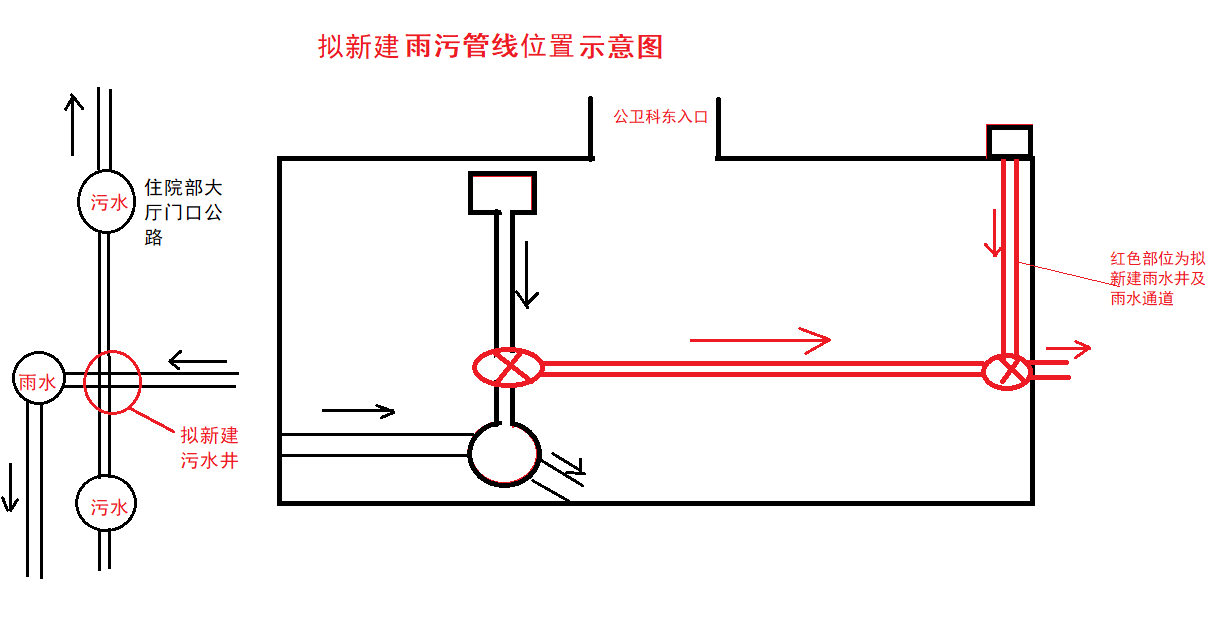 拟新建雨污管线位置示意图
公卫科东入口
污水
住院部大
厅门口公
路
红色部位为拟
新建雨水井及
雨水通道
雨水
拟新建
污水井
污水